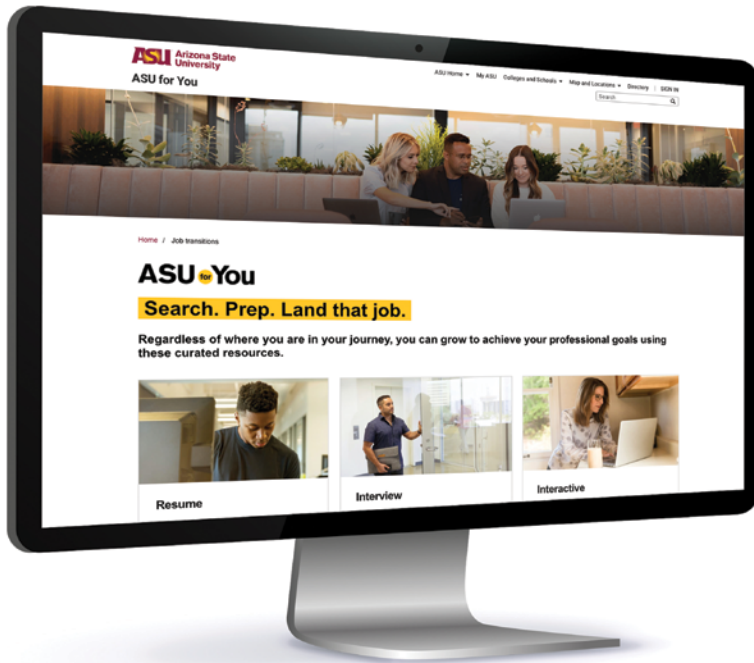 ASU Arizona State
University
ASU for You
ASU Home My ASU Colleges and Schools Map and Locations Directory | SIGN IN
Search
Home / Job transitions
ASU for You
Search. Prep. Land that job.
Regardless of where you are in your journey, you can grow to achieve your professional goals using
these curated resources.
Resume
Interview
Interactive